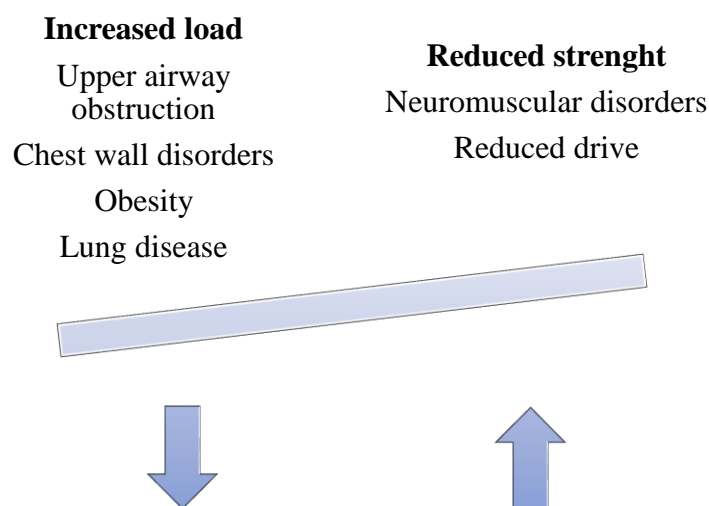 Increased load
Upper airway
obstruction
Chest wall disorders
Obesity
Lung disease
Reduced strenght
Neuromuscular disorders
Reduced drive